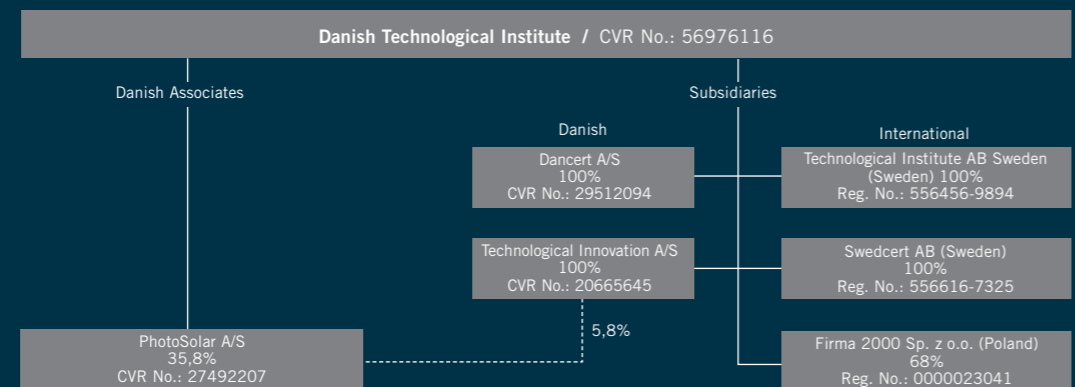 Danish Technological Institute / CVR No.: 56976116
Danish Associates
Subsidiaries
Danish
International
Dancert A/S
100%
CVR No.: 29512094
Technological Institute AB Sweden
(Sweden) 100%
Reg. No.: 556456-9894
Technological Innovation A/S
100%
CVR No.: 20665645
Swedcert AB (Sweden)
100%
Reg. No.: 556616-7325
5,8%
PhotoSolar A/S
35,8%
CVR No.: 27492207
Firma 2000 Sp. z o.o. (Poland)
68%
Reg. No.: 0000023041